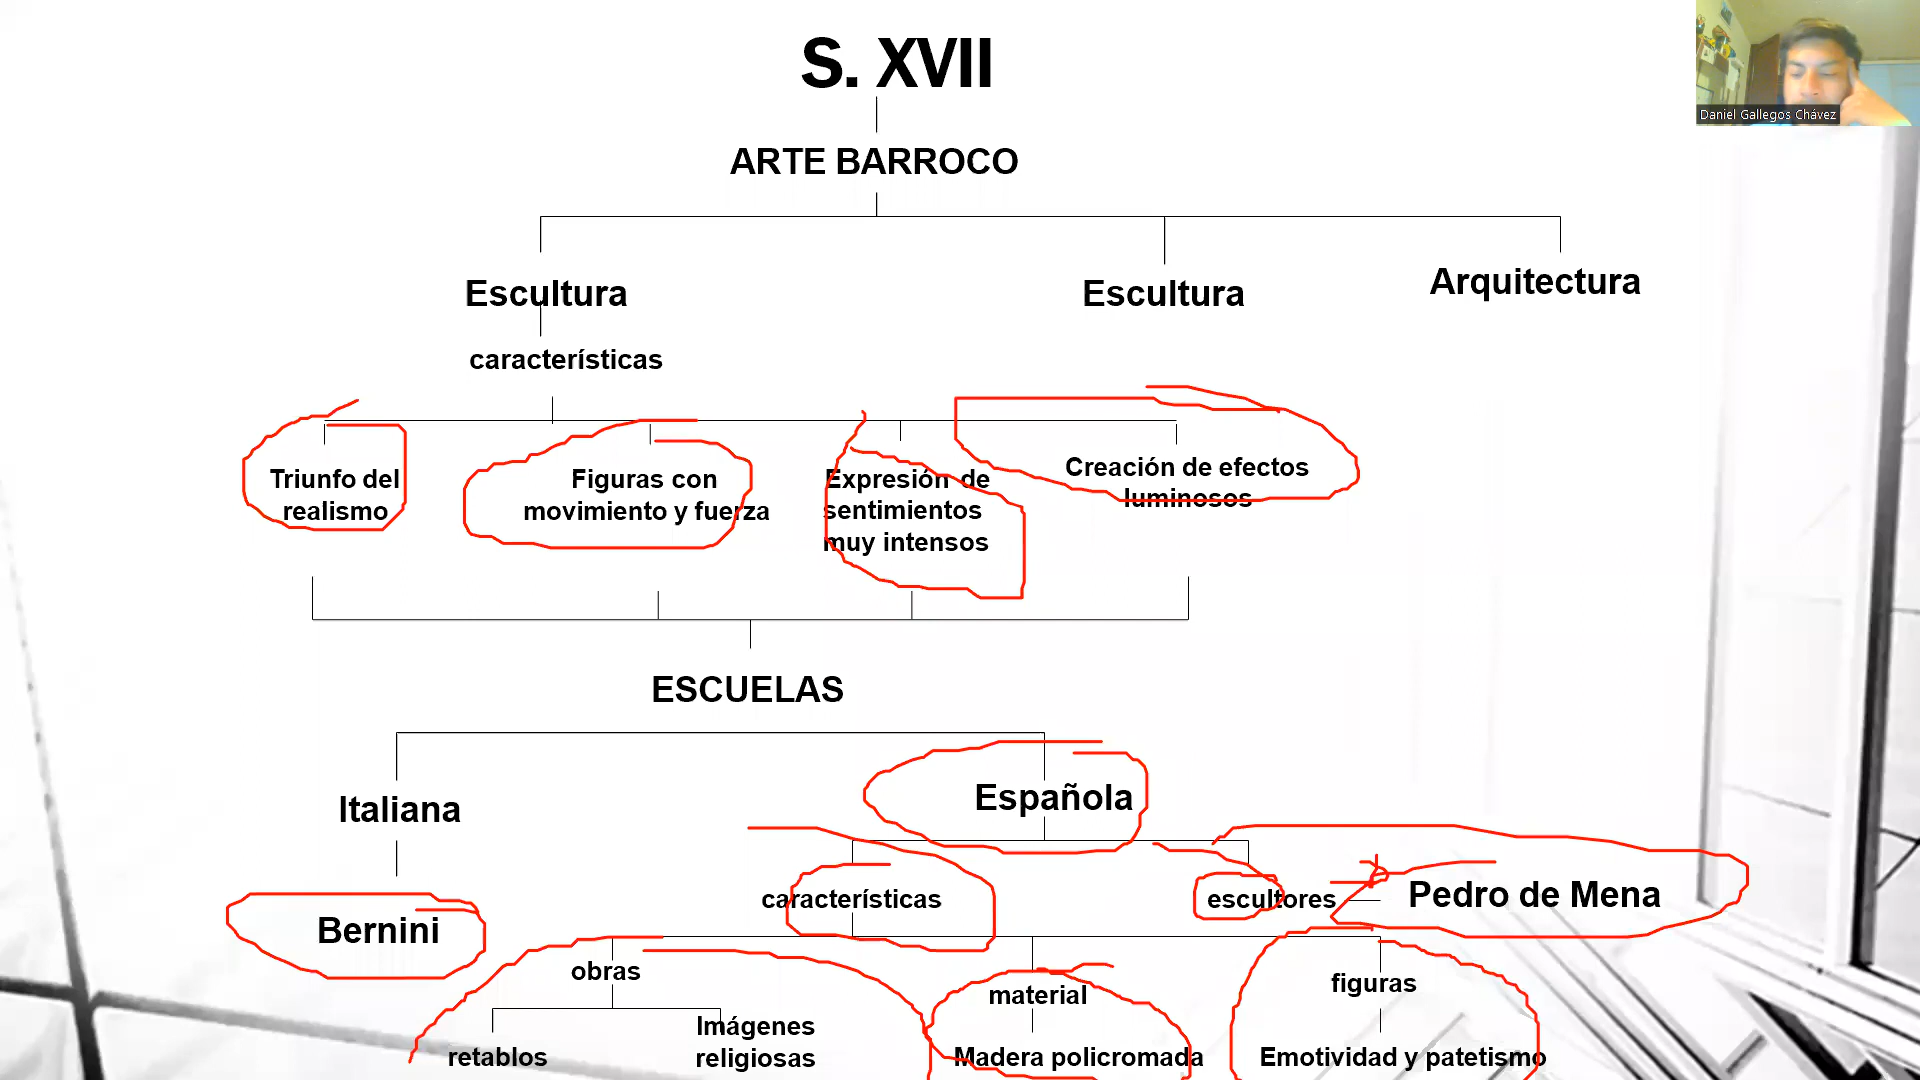 S. XVII
Daniel Gallegos Chávez
ARTE BARROCO
Escultura
Escultura
Arquitectura
características
Triunfo del
realismo
Figuras con
movimiento y fuerza
Expresión de
sentimientos
muy intensos
Creación de efectos
luminosos
ESCUELAS
Italiana
Española
Bernini
características
escultores
Pedro de Mena
obras
material
figuras
retablos
Imágenes
religiosas
Madera policromada
Emotividad y patetismo